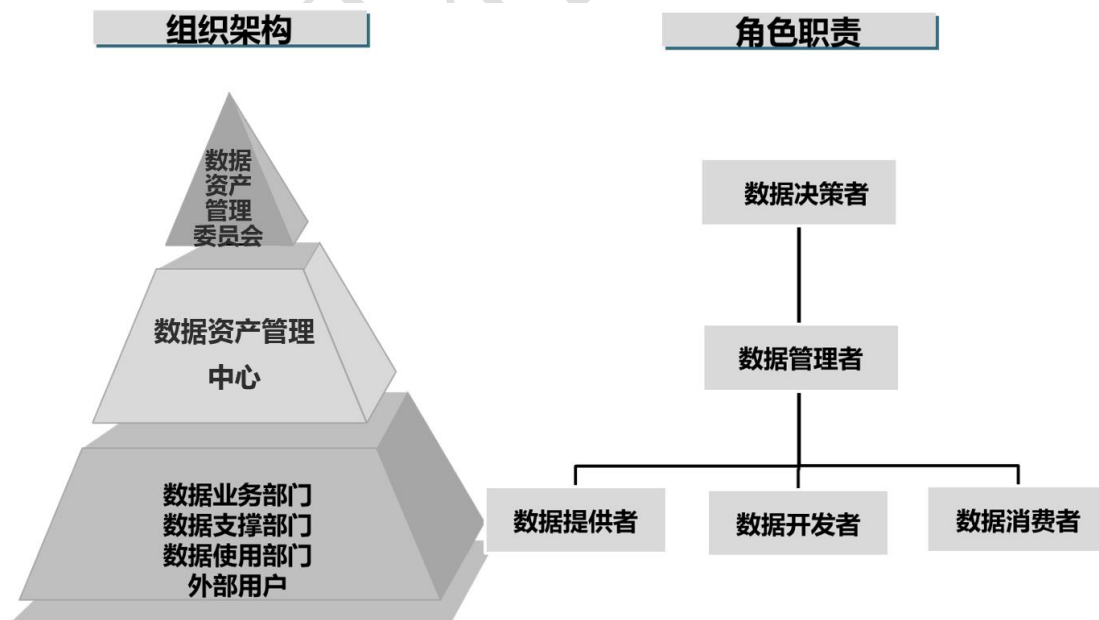 组织架构
角色职责
数据
资产
管理
委员会
数据资产管理
中心
数据业务部门
数据支撑部门
数据使用部门
外部用户
数据决策者
数据管理者
数据提供者
数据开发者
数据消费者